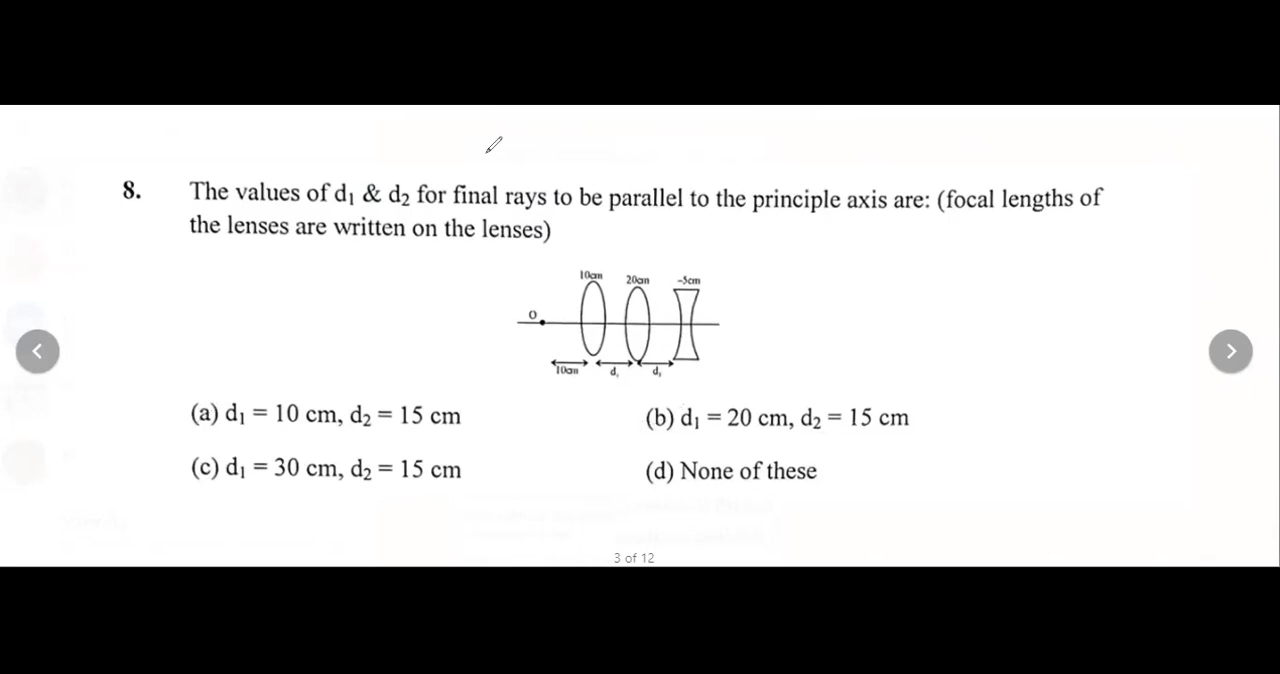 8. The values of d₁ & d₂ for final rays to be parallel to the principle axis are: (focal lengths of
the lenses are written on the lenses)
10cm 20cm -5cm
O
10cm d₁ d₂
(a) d₁ = 10 cm, d₂ = 15 cm (b) d₁ = 20 cm, d₂ = 15 cm
(c) d₁ = 30 cm, d₂ = 15 cm (d) None of these
3 of 12